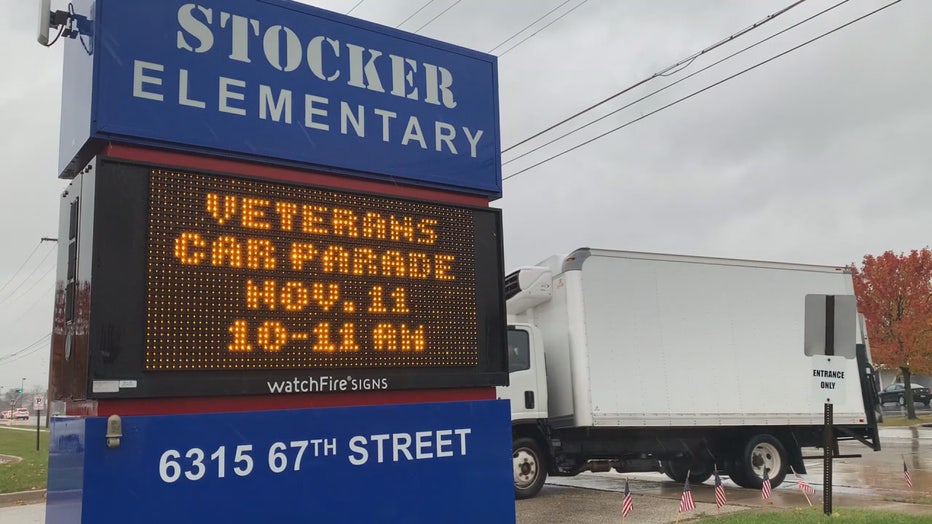 STOCKER
ELEMENTARY
VETERANS
CAR PARADE
NOV. 11
10-11 AM
watchFire® SIGNS
6315 67TH STREET
ENTRANCE
ONLY